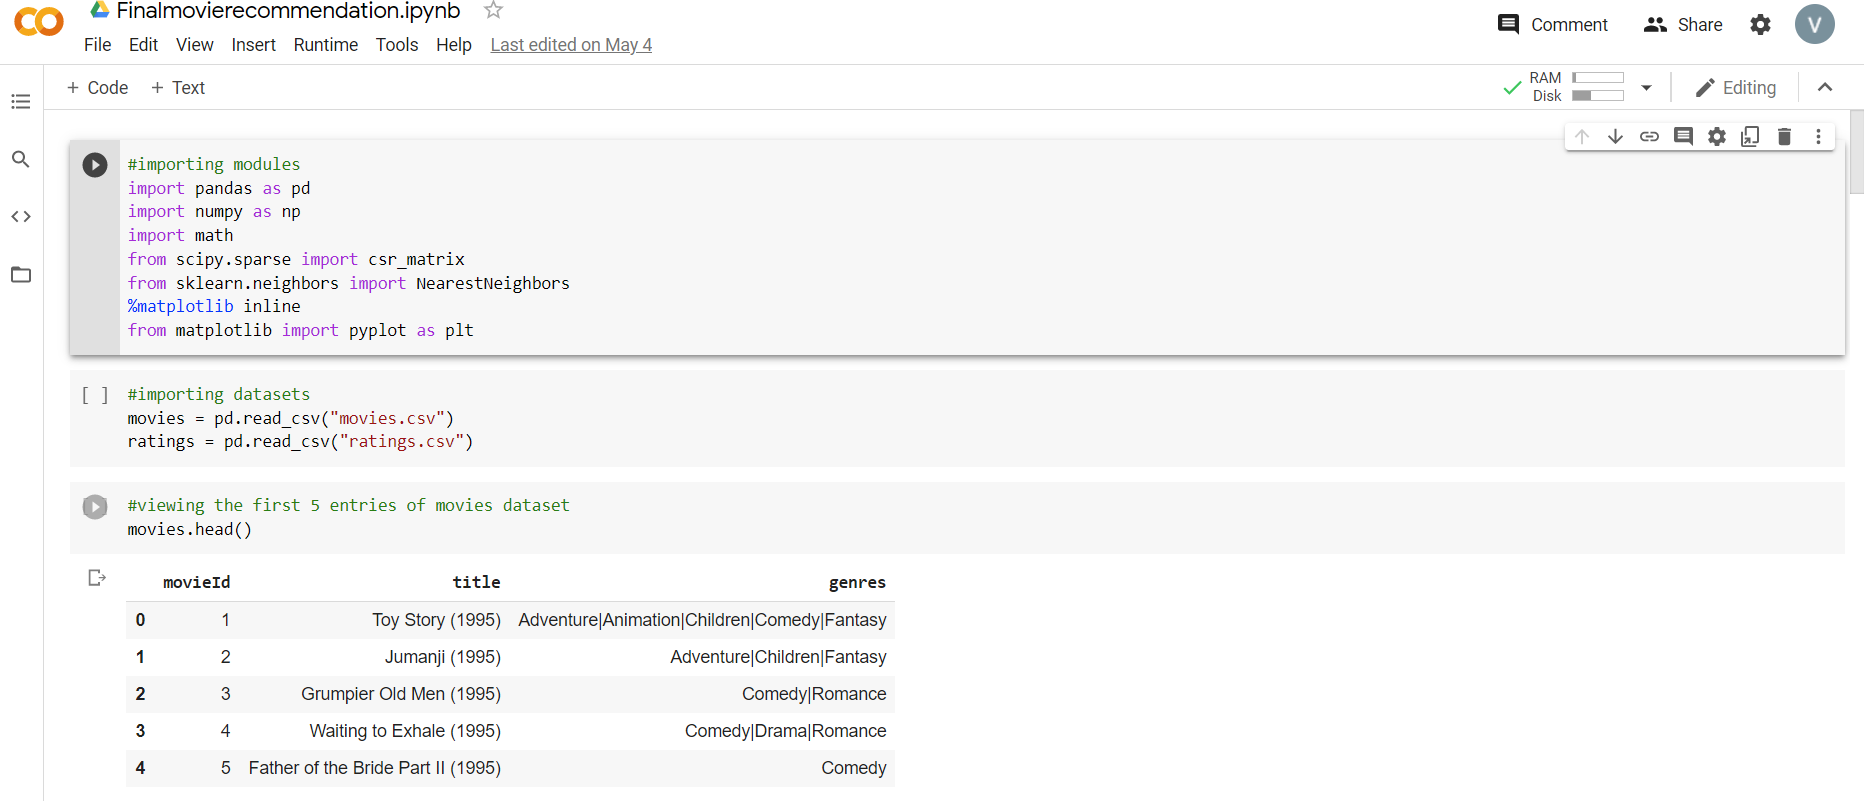 Finalmovierecommendation.ipynb
File Edit View Insert Runtime Tools Help Last edited on May 4
Comment Share V
+ Code + Text
RAM
Disk
Editing
#importing modules
import pandas as pd
import numpy as np
import math
from scipy.sparse import csr_matrix
from sklearn.neighbors import NearestNeighbors
%matplotlib inline
from matplotlib import pyplot as plt
[ ] #importing datasets
movies = pd.read_csv("movies.csv")
ratings = pd.read_csv("ratings.csv")
#viewing the first 5 entries of movies dataset
movies.head()
movieId title genres
0 1 Toy Story (1995) Adventure|Animation|Children|Comedy|Fantasy
1 2 Jumanji (1995) Adventure|Children|Fantasy
2 3 Grumpier Old Men (1995) Comedy|Romance
3 4 Waiting to Exhale (1995) Comedy|Drama|Romance
4 5 Father of the Bride Part II (1995) Comedy